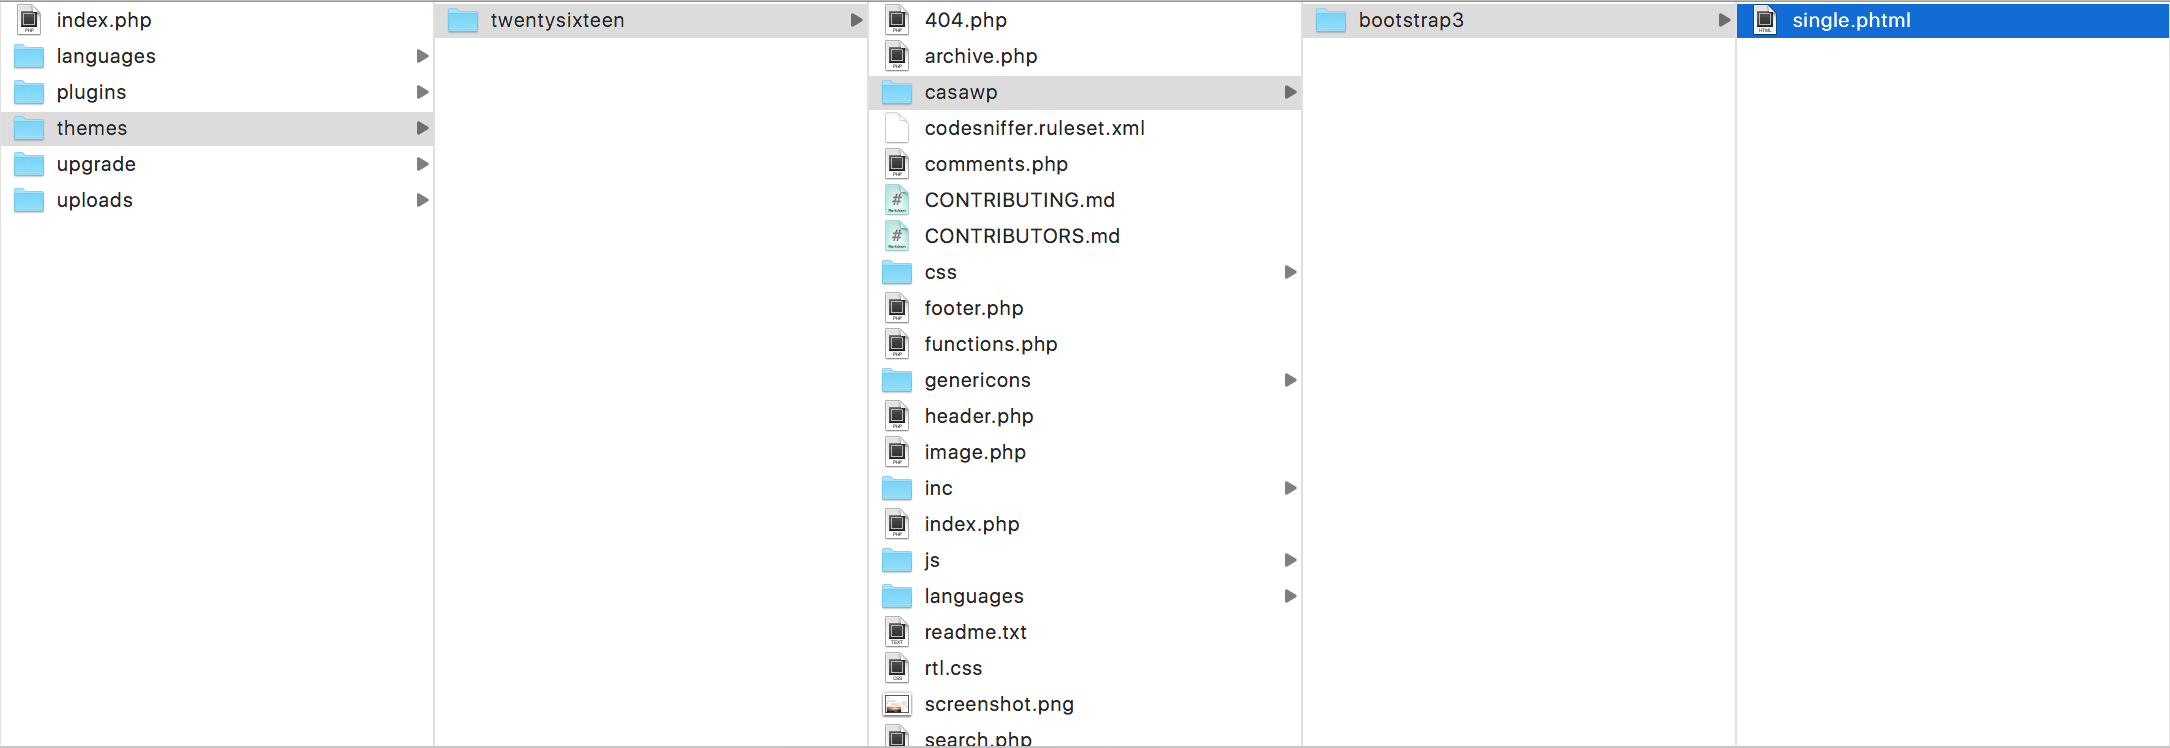 index.php
languages
plugins
themes
upgrade
uploads
twentysixteen
404.php
archive.php
casawp
codesniffer.ruleset.xml
comments.php
CONTRIBUTING.md
CONTRIBUTORS.md
css
footer.php
functions.php
genericons
header.php
image.php
inc
index.php
js
languages
readme.txt
rtl.css
screenshot.png
search.php
bootstrap3
single.phtml